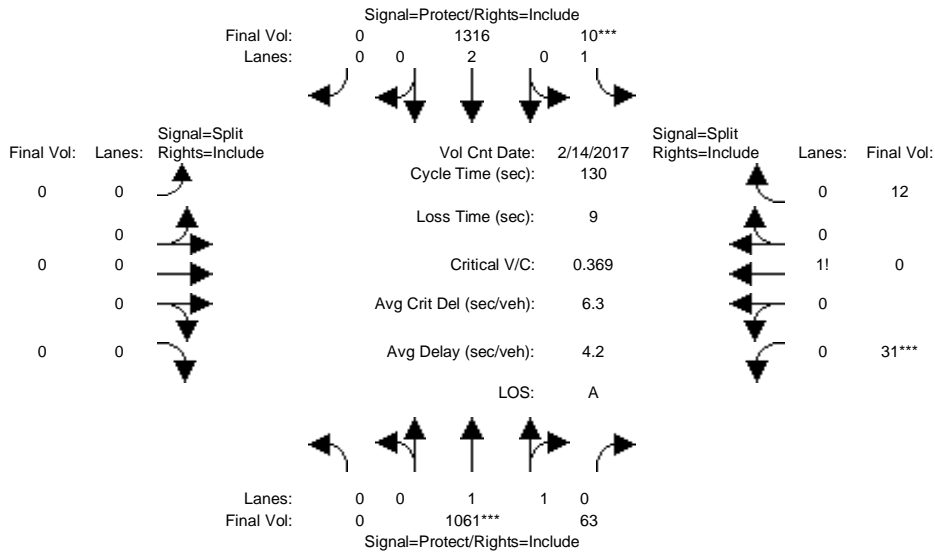 Signal=Protect/Rights=Include
Final Vol: 0 1316 10***
Lanes: 0 0 2 0 1
Signal=Split Signal=Split
Final Vol: Lanes: Rights=Include Vol Cnt Date: 2/14/2017 Rights=Include Lanes: Final Vol:
Cycle Time (sec): 130
0 0 0 12
Loss Time (sec): 9
0 0
0 0 Critical V/C: 0.369 1! 0
0 Avg Crit Del (sec/veh): 6.3 0
0 0 Avg Delay (sec/veh): 4.2 0 31***
LOS: A
Lanes: 0 0 1 1 0
Final Vol: 0 1061*** 63
Signal=Protect/Rights=Include